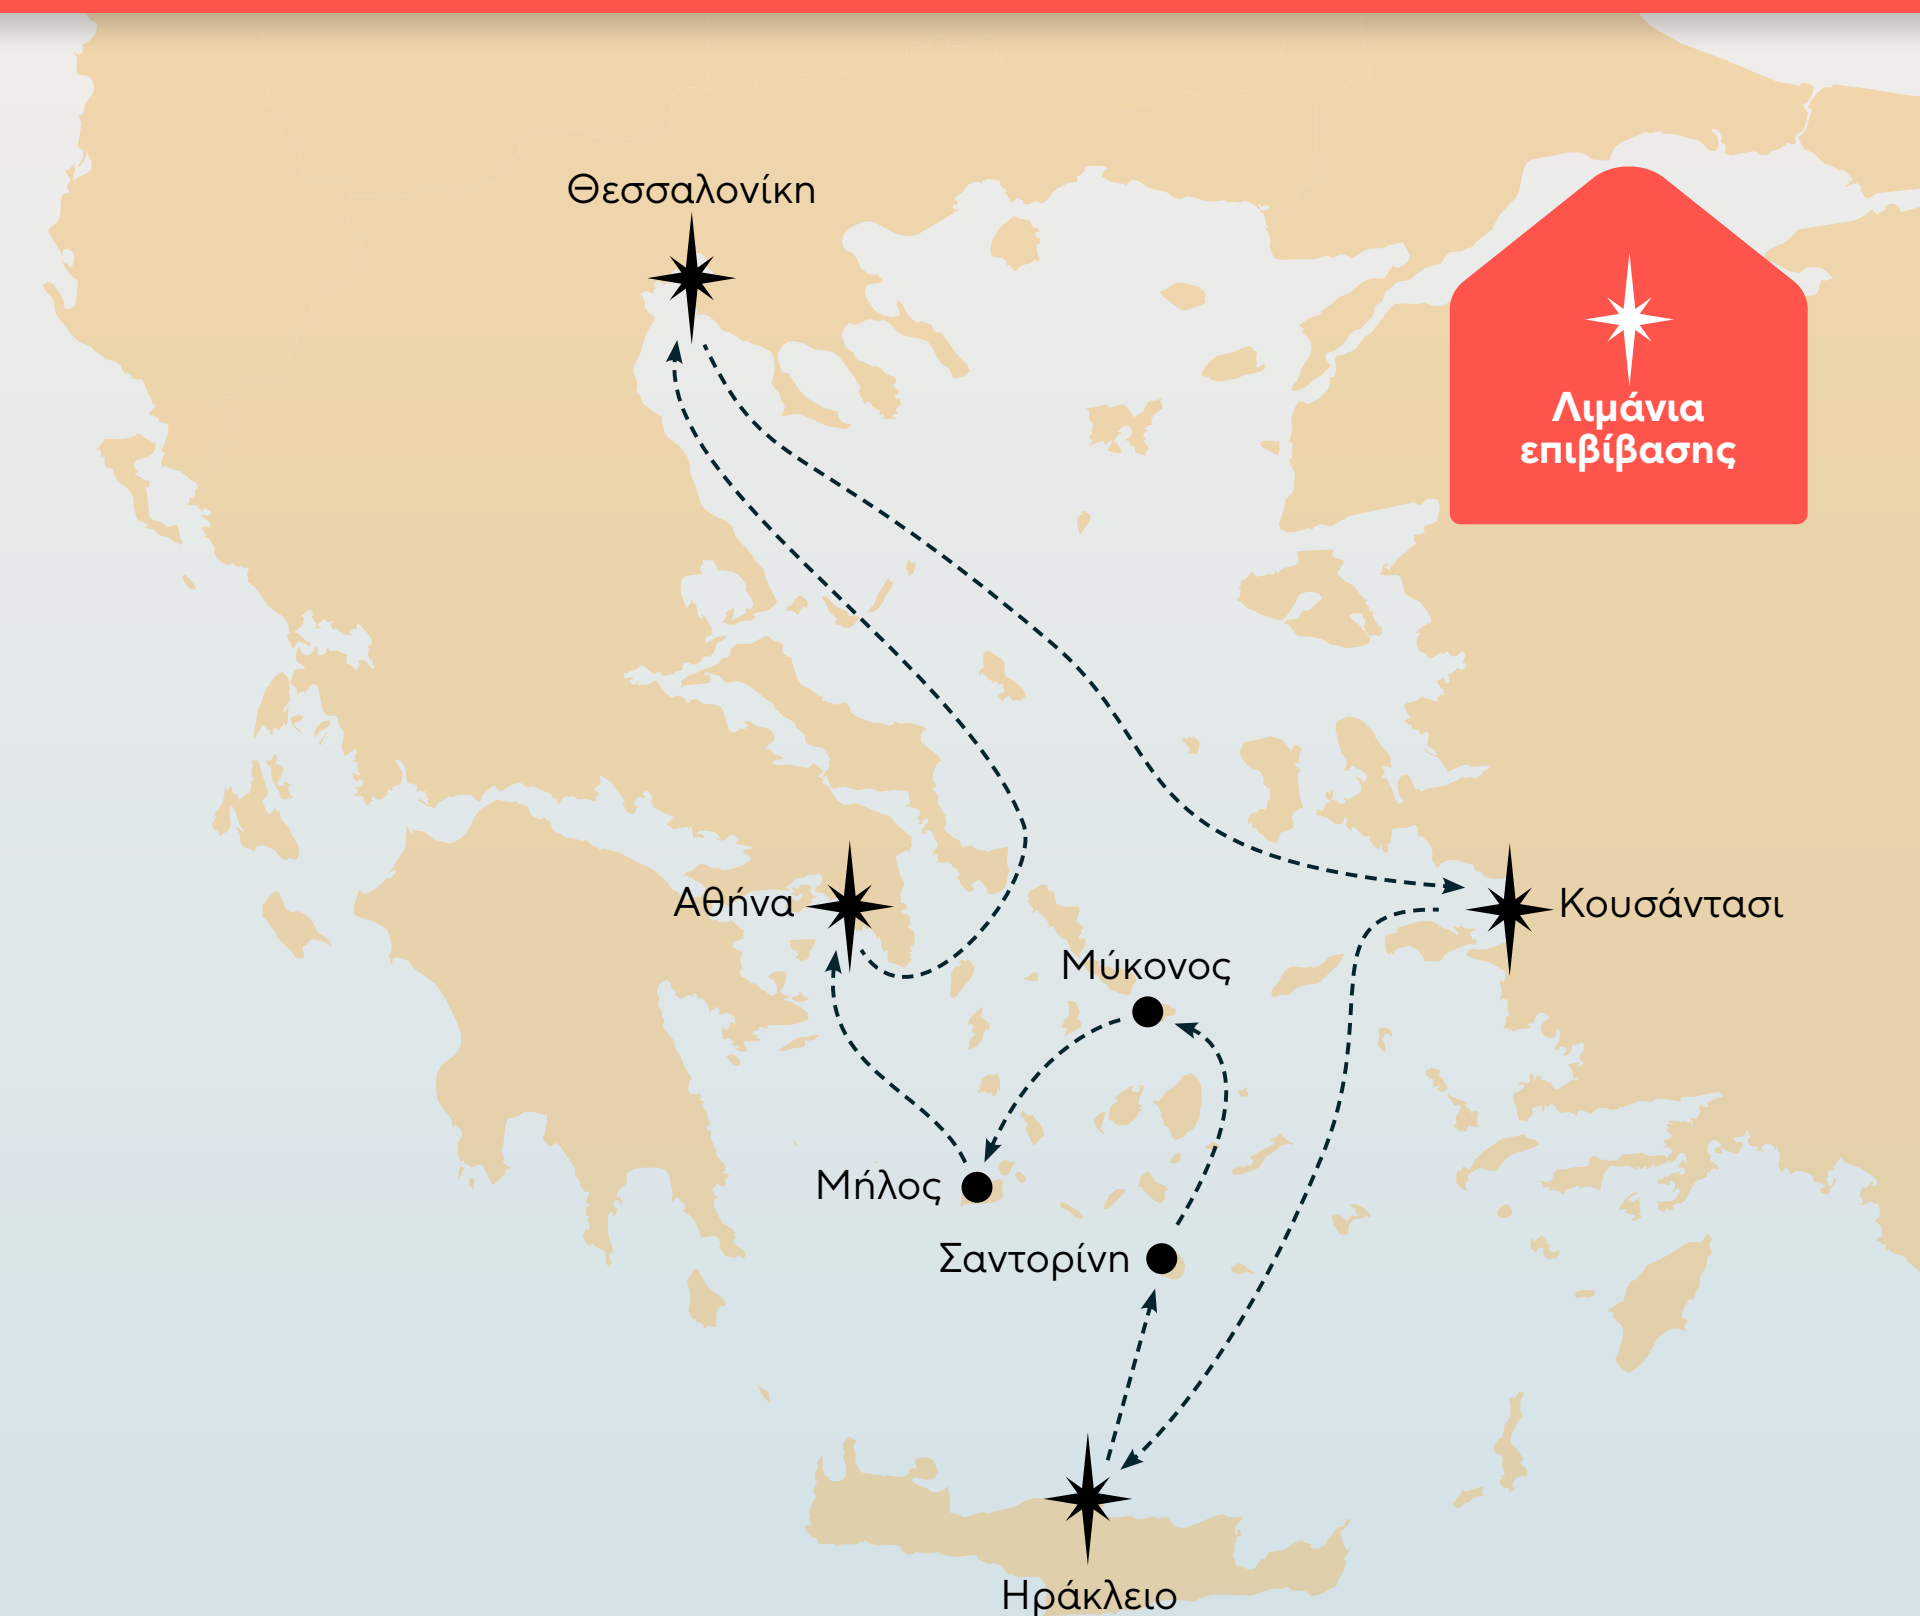 Θεσσαλονίκη
Λιμάνια
επιβίβασης
Αθήνα
Κουσάντασι
Μύκονος
Μήλος
Σαντορίνη
Ηράκλειο